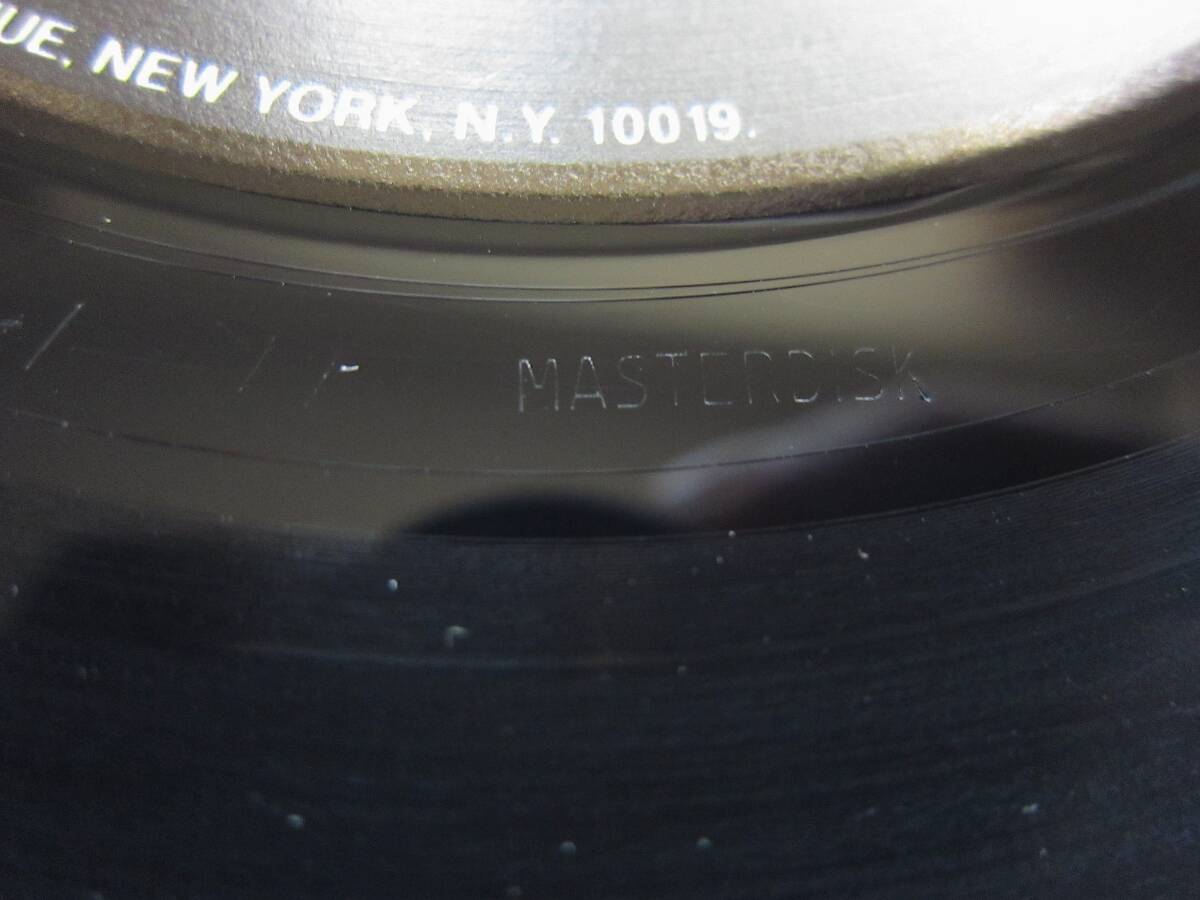 UE, NEW YORK, N.Y. 10019.
MASTERDISK